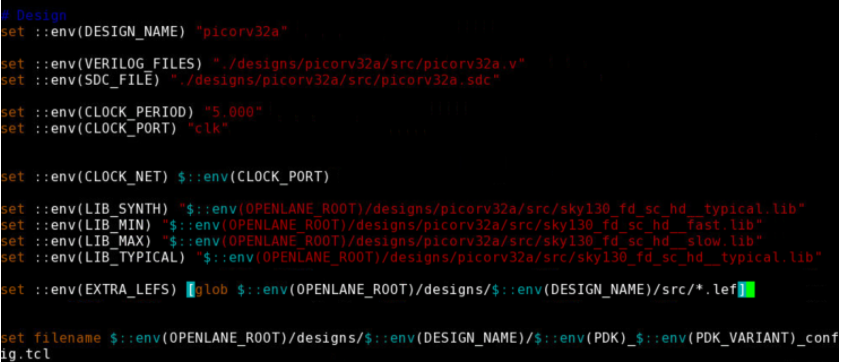 # Design
set ::env(DESIGN_NAME) "picorv32a"
set ::env(VERILOG_FILES) "./designs/picorv32a/src/picorv32a.v"
set ::env(SDC_FILE) "./designs/picorv32a/src/picorv32a.sdc"
set ::env(CLOCK_PERIOD) "5.000"
set ::env(CLOCK_PORT) "clk"
set ::env(CLOCK_NET) $::env(CLOCK_PORT)
set ::env(LIB_SYNTH) "$::env(OPENLANE_ROOT)/designs/picorv32a/src/sky130_fd_sc_hd__typical.lib"
set ::env(LIB_MIN) "$::env(OPENLANE_ROOT)/designs/picorv32a/src/sky130_fd_sc_hd__fast.lib"
set ::env(LIB_MAX) "$::env(OPENLANE_ROOT)/designs/picorv32a/src/sky130_fd_sc_hd__slow.lib"
set ::env(LIB_TYPICAL) "$::env(OPENLANE_ROOT)/designs/picorv32a/src/sky130_fd_sc_hd__typical.lib"
set ::env(EXTRA_LEFS) [glob $::env(OPENLANE_ROOT)/designs/$::env(DESIGN_NAME)/src/*.lef]
set filename $::env(OPENLANE_ROOT)/designs/$::env(DESIGN_NAME)/$::env(PDK)_$::env(PDK_VARIANT)_conf
ig.tcl